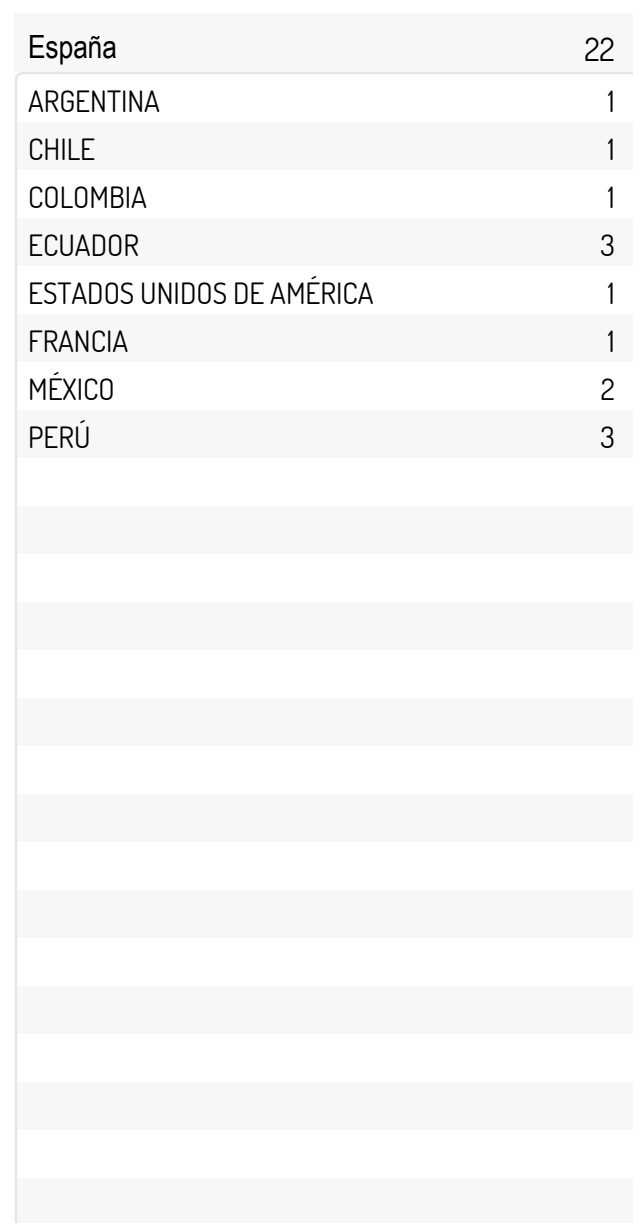 España 22
ARGENTINA 1
CHILE 1
COLOMBIA 1
ECUADOR 3
ESTADOS UNIDOS DE AMÉRICA 1
FRANCIA 1
MÉXICO 2
PERÚ 3